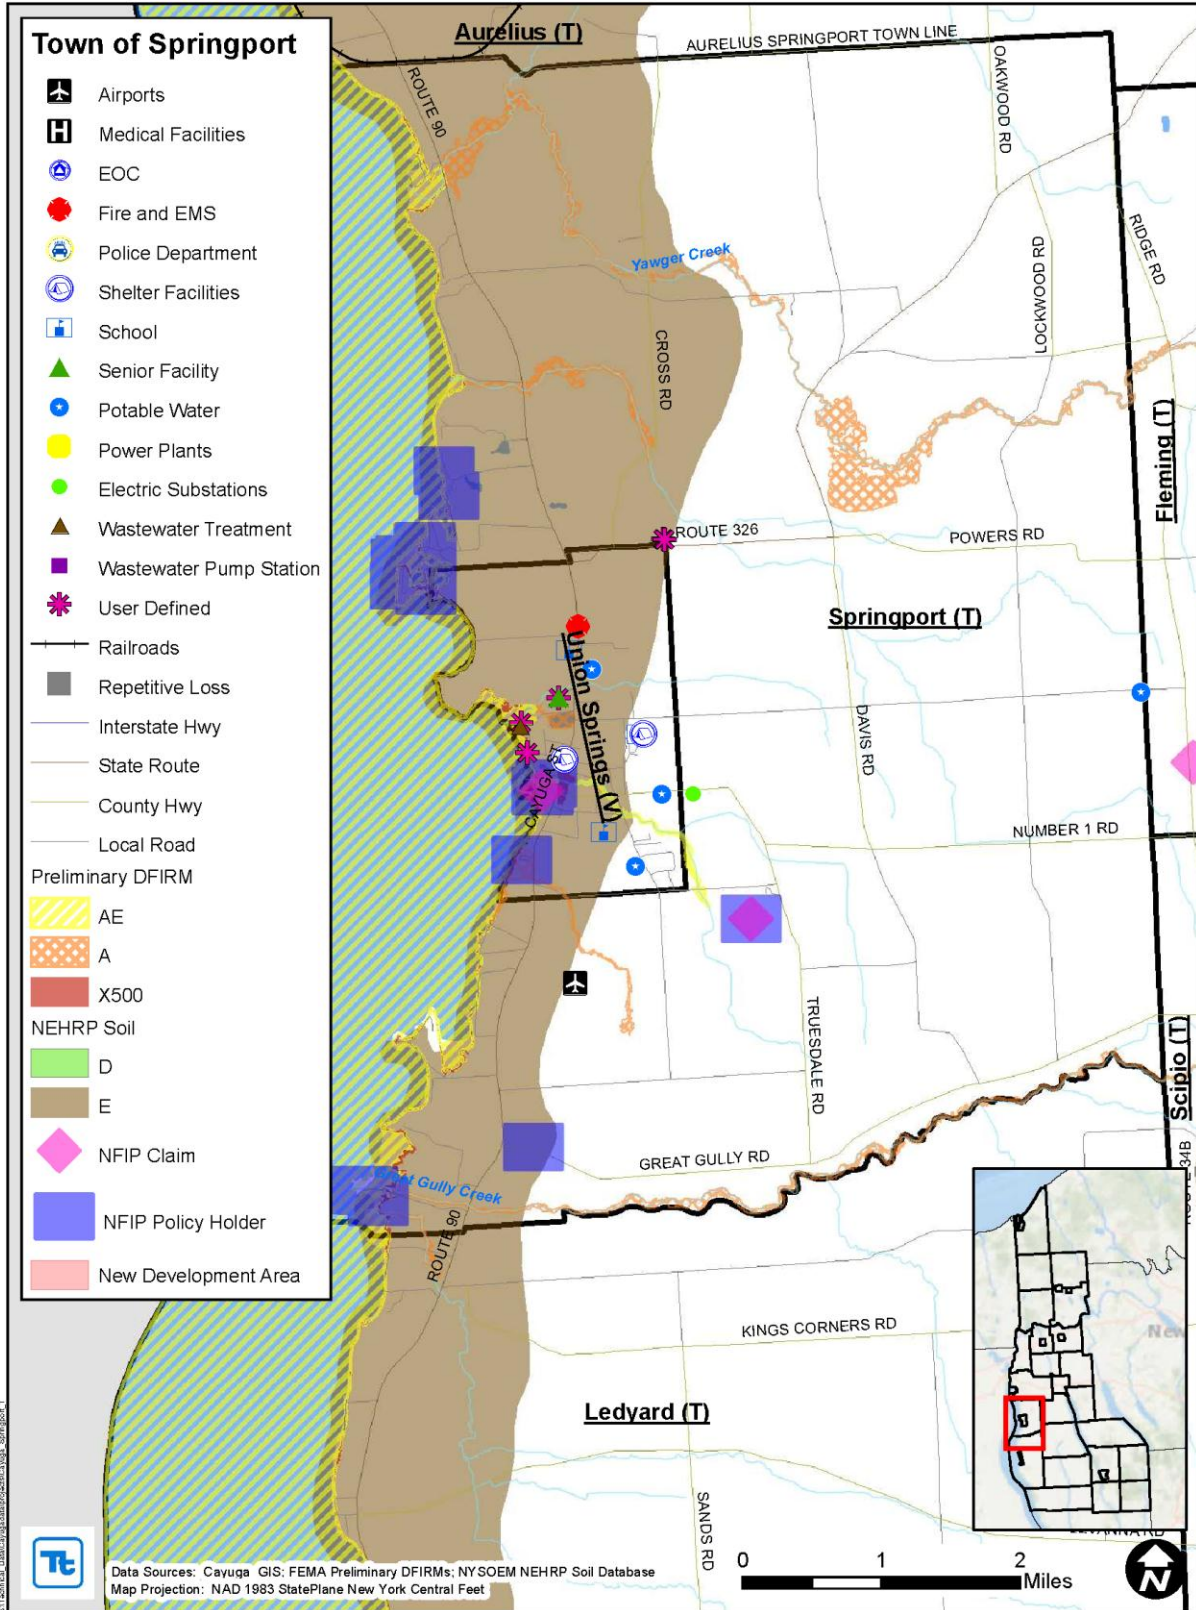 Town of Springport
Airports
Medical Facilities
EOC
Fire and EMS
Police Department
Shelter Facilities
School
Senior Facility
Potable Water
Power Plants
Electric Substations
Wastewater Treatment
Wastewater Pump Station
User Defined
Railroads
Repetitive Loss
Interstate Hwy
State Route
County Hwy
Local Road
Preliminary DFIRM
AE
A
X500
NEHRP Soil
D
E
NFIP Claim
NFIP Policy Holder
New Development Area
Aurelius (T)
AURELIUS SPRINGPORT TOWN LINE
ROUTE 90
OAKWOOD RD
RIDGE RD
LOCKWOOD RD
Yawger Creek
CROSS RD
Fleming (T)
ROUTE 326
POWERS RD
Springport (T)
Union Springs (V)
DAVIS RD
CAYUGA ST
NUMBER 1 RD
TRUESDALE RD
Scipio (T)
GREAT GULLY RD
Great Gully Creek
34B
ROUTE 90
KINGS CORNERS RD
Ledyard (T)
SANDS RD
New
Tt
Data Sources: Cayuga GIS; FEMA Preliminary DFIRMs; NYSOEM NEHRP Soil Database
Map Projection: NAD 1983 StatePlane New York Central Feet
0 1 2
Miles
N